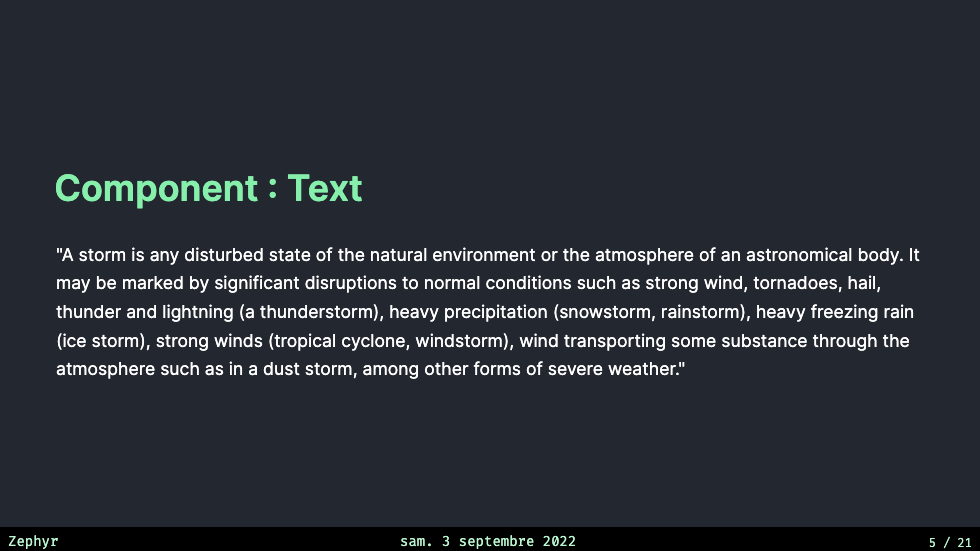 Component : Text
"A storm is any disturbed state of the natural environment or the atmosphere of an astronomical body. It
may be marked by significant disruptions to normal conditions such as strong wind, tornadoes, hail,
thunder and lightning (a thunderstorm), heavy precipitation (snowstorm, rainstorm), heavy freezing rain
(ice storm), strong winds (tropical cyclone, windstorm), wind transporting some substance through the
atmosphere such as in a dust storm, among other forms of severe weather."
Zephyr
sam. 3 septembre 2022
5 / 21